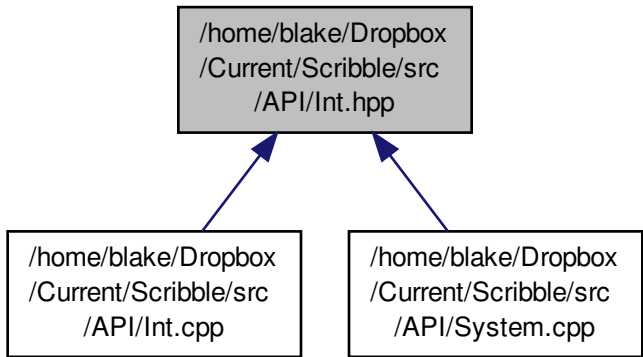 /home/blake/Dropbox
/Current/Scribble/src
/API/Int.hpp
/home/blake/Dropbox
/Current/Scribble/src
/API/Int.cpp
/home/blake/Dropbox
/Current/Scribble/src
/API/System.cpp